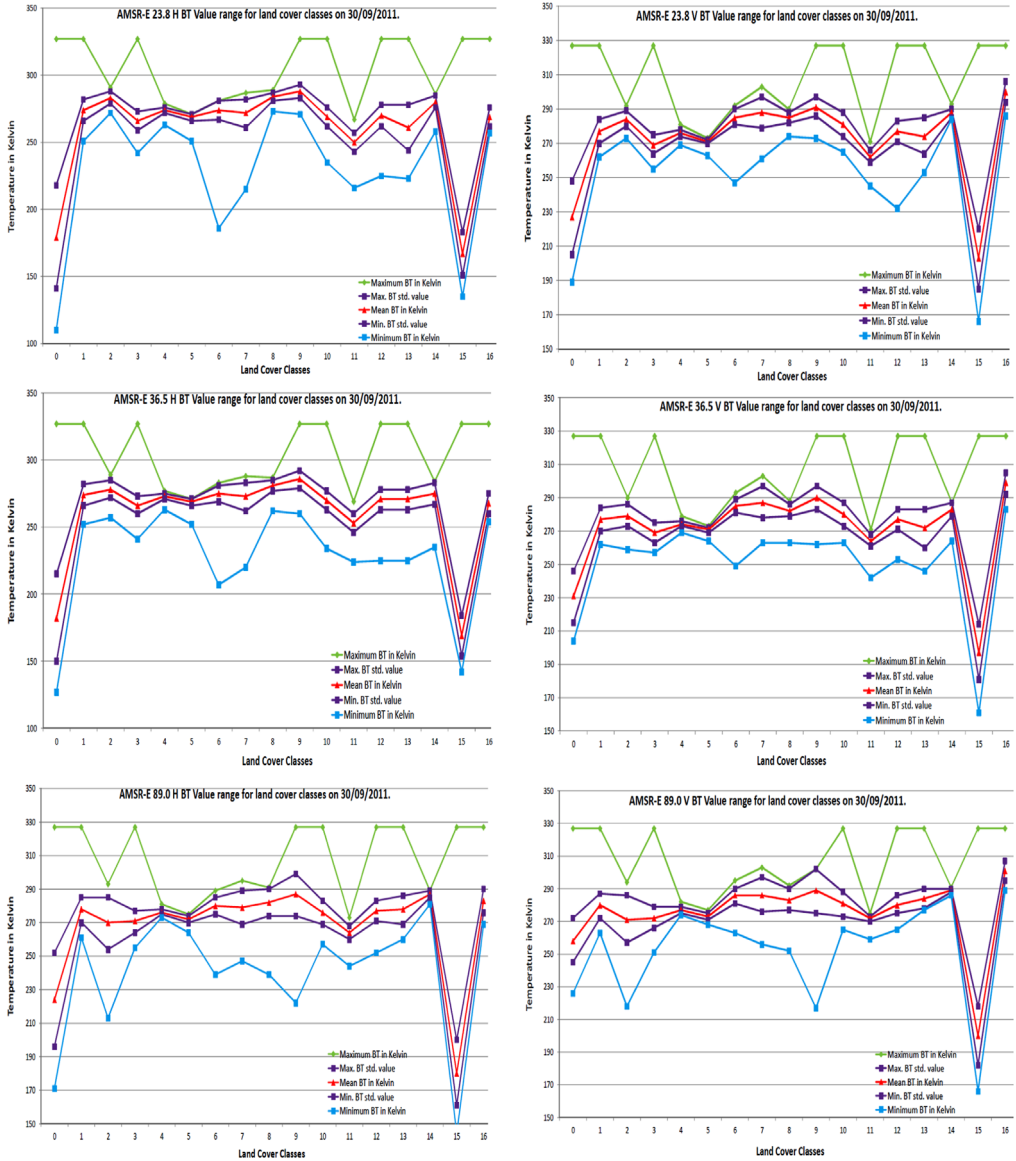 AMSR-E 23.8 H BT Value range for land cover classes on 30/09/2011.
Temperature in Kelvin
350
300
250
200
150
100
Maximum BT in Kelvin
Max. BT std. value
Mean BT in Kelvin
Min. BT std. value
Minimum BT in Kelvin
0 1 2 3 4 5 6 7 8 9 10 11 12 13 14 15 16
Land Cover Classes
AMSR-E 23.8 V BT Value range for land cover classes on 30/09/2011.
Temperature in Kelvin
350
330
310
290
270
250
230
210
190
170
150
Maximum BT in Kelvin
Max. BT std. value
Mean BT in Kelvin
Min. BT std. value
Minimum BT in Kelvin
0 1 2 3 4 5 6 7 8 9 10 11 12 13 14 15 16
Land Cover Classes
AMSR-E 36.5 H BT Value range for land cover classes on 30/09/2011.
Temperature in Kelvin
350
300
250
200
150
100
Maximum BT in Kelvin
Max. BT std. value
Mean BT in Kelvin
Min. BT std. value
Minimum BT in Kelvin
0 1 2 3 4 5 6 7 8 9 10 11 12 13 14 15 16
Land Cover Classes
AMSR-E 36.5 V BT Value range for land cover classes on 30/09/2011.
Temperature in Kelvin
350
330
310
290
270
250
230
210
190
170
150
Maximum BT in Kelvin
Max. BT std. value
Mean BT in Kelvin
Min. BT std. value
Minimum BT in Kelvin
0 1 2 3 4 5 6 7 8 9 10 11 12 13 14 15 16
Land Cover Classes
AMSR-E 89.0 H BT Value range for land cover classes on 30/09/2011.
Temperature in Kelvin
350
330
310
290
270
250
230
210
190
170
150
Maximum BT in Kelvin
Max. BT std. value
Mean BT in Kelvin
Min. BT std. value
Minimum BT in Kelvin
0 1 2 3 4 5 6 7 8 9 10 11 12 13 14 15 16
Land Cover Classes
AMSR-E 89.0 V BT Value range for land cover classes on 30/09/2011.
Temperature in Kelvin
350
330
310
290
270
250
230
210
190
170
150
Maximum BT in Kelvin
Max. BT std. value
Mean BT in Kelvin
Min. BT std. value
Minimum BT in Kelvin
0 1 2 3 4 5 6 7 8 9 10 11 12 13 14 15 16
Land Cover Classes